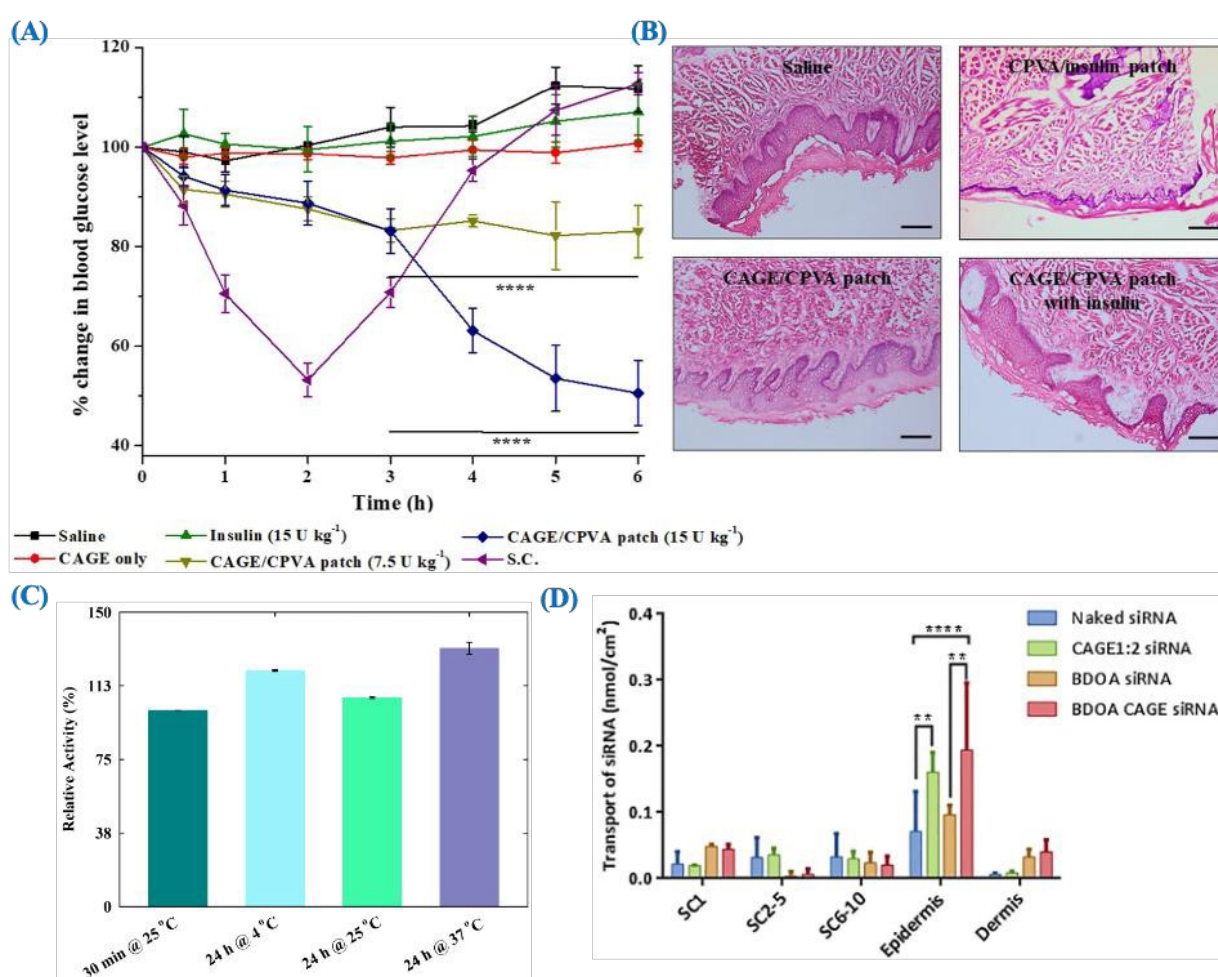 (A)
120
100
80
60
40
% change in blood glucose level
****
****
0 1 2 3 4 5 6
Time (h)
Saline
Insulin (15 U kg⁻¹)
CAGE/CPVA patch (15 U kg⁻¹)
CAGE only
CAGE/CPVA patch (7.5 U kg⁻¹)
S.C.
(B)
Saline
CPVA/insulin patch
CAGE/CPVA patch
CAGE/CPVA patch
with insulin
(C)
150
113
75
38
0
Relative Activity (%)
30 min @ 25 °C
24 h @ 4 °C
24 h @ 25 °C
24 h @ 37 °C
(D)
0.4
0.3
0.2
0.1
0.0
Transport of siRNA (nmol/cm²)
****
**
**
Naked siRNA
CAGE1:2 siRNA
BDOA siRNA
BDOA CAGE siRNA
SC1
SC2-5
SC6-10
Epidermis
Dermis